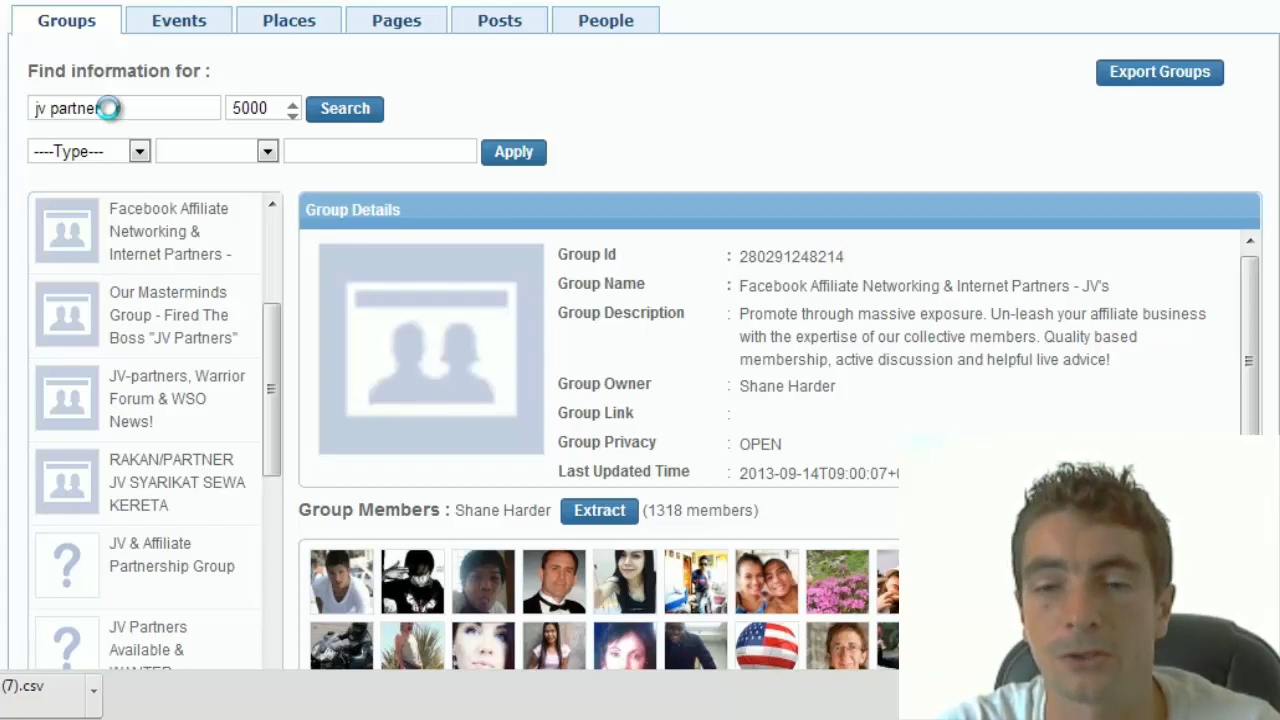 Groups
Events
Places
Pages
Posts
People
Find information for :
Export Groups
jv partner
5000
Search
----Type---
Apply
Facebook Affiliate
Networking &
Internet Partners -
Our Masterminds
Group - Fired The
Boss "JV Partners"
JV-partners, Warrior
Forum & WSO
News!
RAKAN/PARTNER
JV SYARIKAT SEWA
KERETA
JV & Affiliate
Partnership Group
JV Partners
Available &
Group Details
Group Id : 280291248214
Group Name : Facebook Affiliate Networking & Internet Partners - JV's
Group Description : Promote through massive exposure. Un-leash your affiliate business
with the expertise of our collective members. Quality based
membership, active discussion and helpful live advice!
Group Owner : Shane Harder
Group Link :
Group Privacy : OPEN
Last Updated Time : 2013-09-14T09:00:07+0
Group Members : Shane Harder Extract (1318 members)
(7).csv